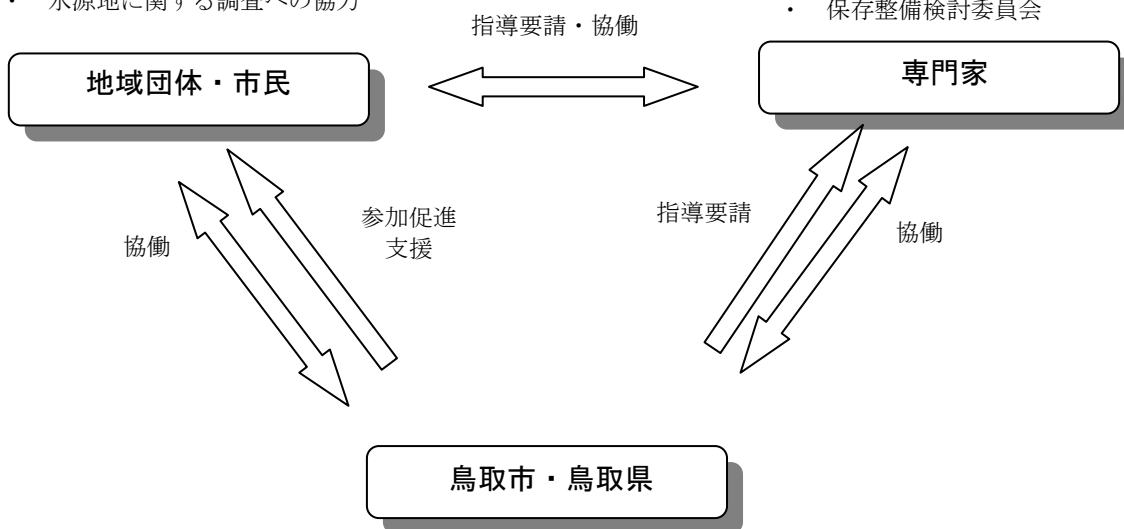 ・ 水源地に関する調査への協力
・ 保存整備検討委員会
指導要請・協働
地域団体・市民
専門家
協働
参加促進
支援
指導要請
協働
鳥取市・鳥取県